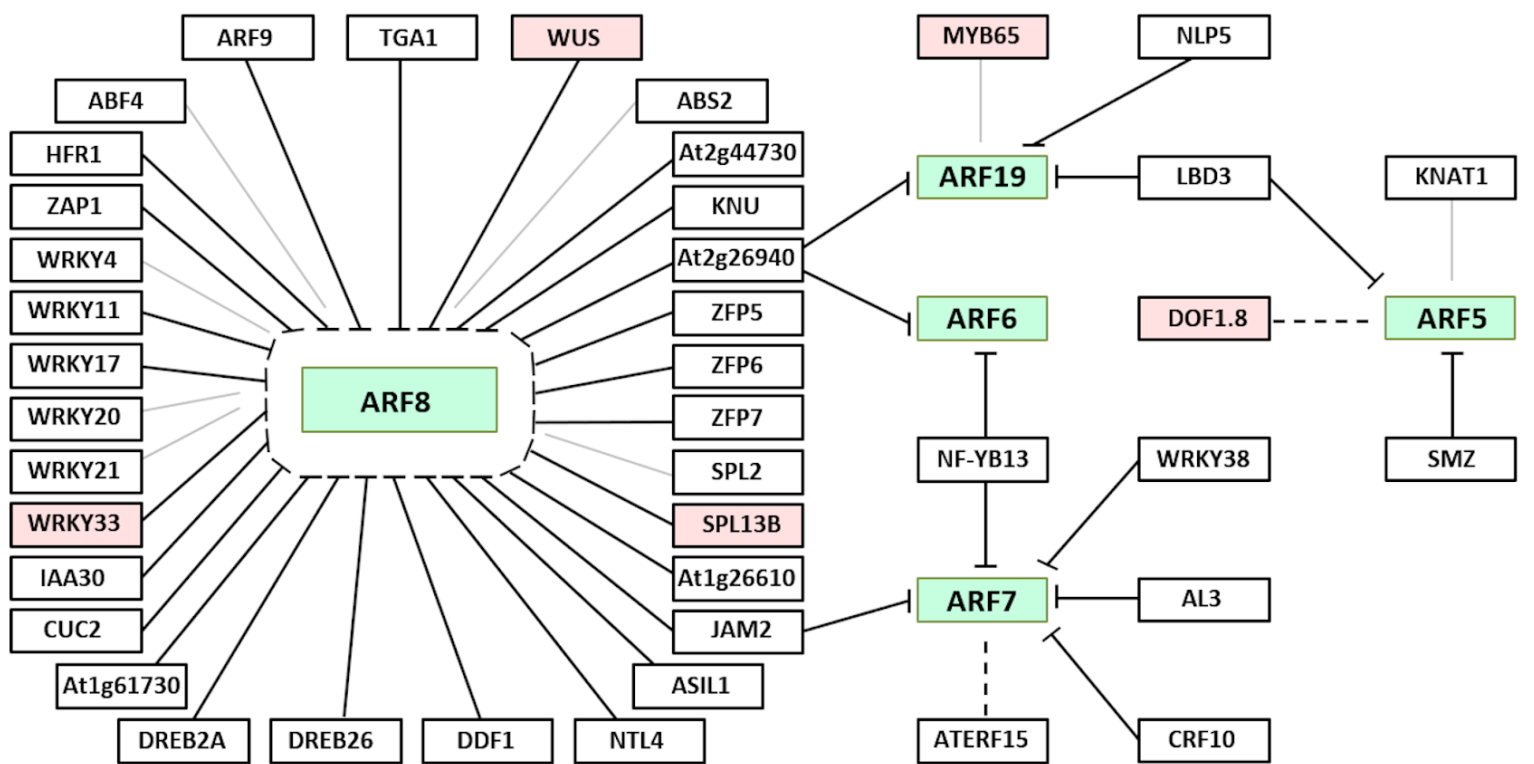 ARF9
TGA1
WUS
MYB65
NLP5
ABF4
ABS2
HFR1
At2g44730
ZAP1
KNU
ARF19
LBD3
KNAT1
WRKY4
At2g26940
WRKY11
ZFP5
ARF6
DOF1.8
ARF5
WRKY17
ZFP6
ARF8
WRKY20
ZFP7
WRKY21
SPL2
NF-YB13
WRKY38
SMZ
WRKY33
SPL13B
IAA30
At1g26610
ARF7
AL3
CUC2
JAM2
At1g61730
ASIL1
DREB2A
DREB26
DDF1
NTL4
ATERF15
CRF10